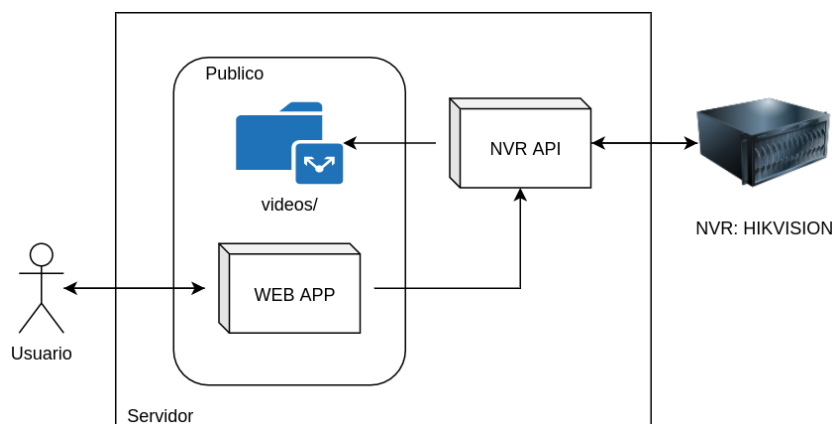 Publico
NVR API
videos/
NVR: HIKVISION
WEB APP
Usuario
Servidor